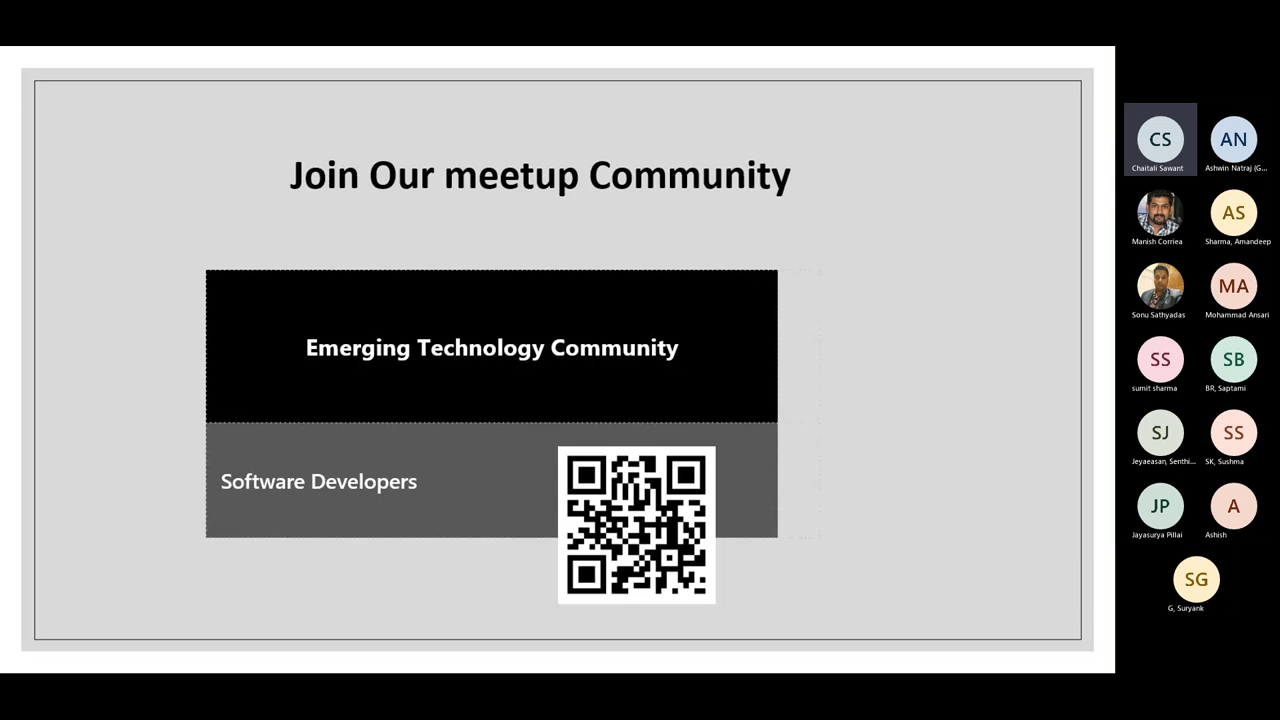 Join Our meetup Community
Emerging Technology Community
Software Developers
CS
Chaitali Sawant
AN
Ashwin Natraj (G...
Manish Corriea
AS
Sharma, Amandeep
Sonu Sathyadas
MA
Mohammad Ansari
SS
sumit sharma
SB
BR, Saptami
SJ
Jeyaeasan, Senthi...
SS
SK, Sushma
JP
Jayasurya Pillai
A
Ashish
SG
G, Suryank